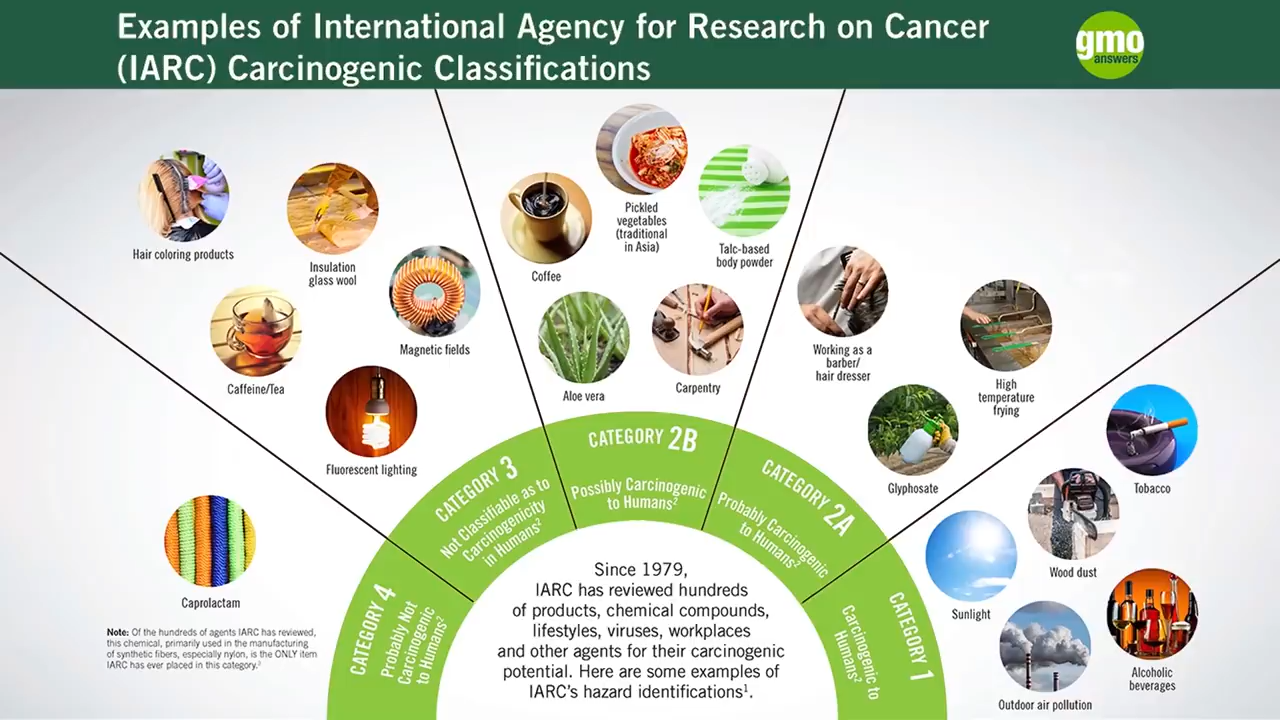 Examples of International Agency for Research on Cancer
(IARC) Carcinogenic Classifications
gmo
answers
Hair coloring products
Insulation
glass wool
Magnetic fields
Caffeine/Tea
Fluorescent lighting
Coffee
Pickled
vegetables
(traditional
in Asia)
Talc-based
body powder
Aloe vera
Carpentry
Working as a
barber/
hair dresser
High
temperature
frying
Glyphosate
Tobacco
Wood dust
Sunlight
Alcoholic
beverages
Outdoor air pollution
Caprolactam
Note: Of the hundreds of agents IARC has reviewed,
this chemical, primarily used in the manufacturing
of synthetic fibers, especially nylon, is the ONLY item
IARC has ever placed in this category.³
CATEGORY 4
Probably Not
Carcinogenic
to Humans²
CATEGORY 3
Not Classifiable as to
Carcinogenicity
in Humans²
CATEGORY 2B
Possibly Carcinogenic
to Humans²
CATEGORY 2A
Probably Carcinogenic
to Humans²
CATEGORY 1
Carcinogenic to
Humans²
Since 1979,
IARC has reviewed hundreds
of products, chemical compounds,
lifestyles, viruses, workplaces
and other agents for their carcinogenic
potential. Here are some examples of
IARC's hazard identifications¹.